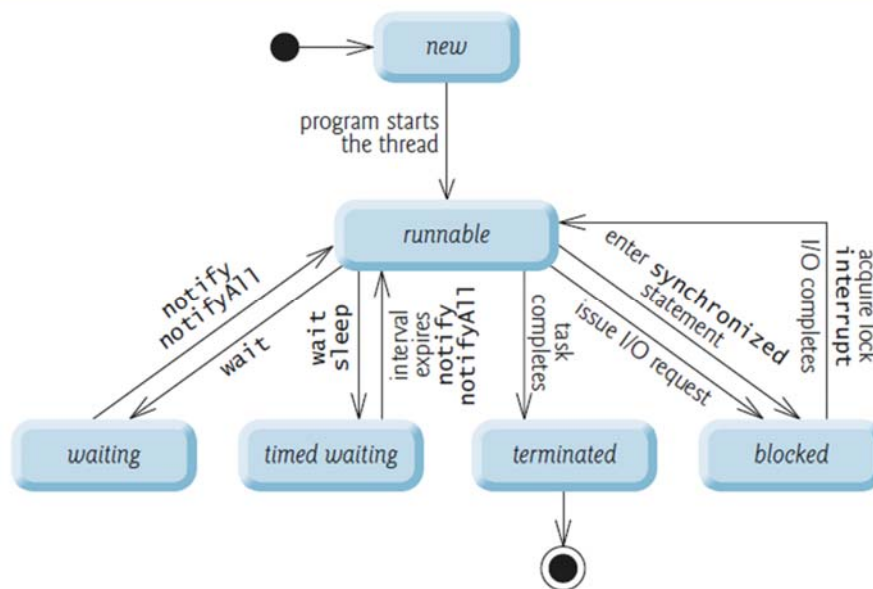 new
program starts
the thread
runnable
notify
notifyAll
wait
wait
sleep
interval
expires
notify
notifyAll
task
completes
enter synchronized
statement
issue I/O request
I/O completes
interrupt
acquire lock
waiting
timed waiting
terminated
blocked